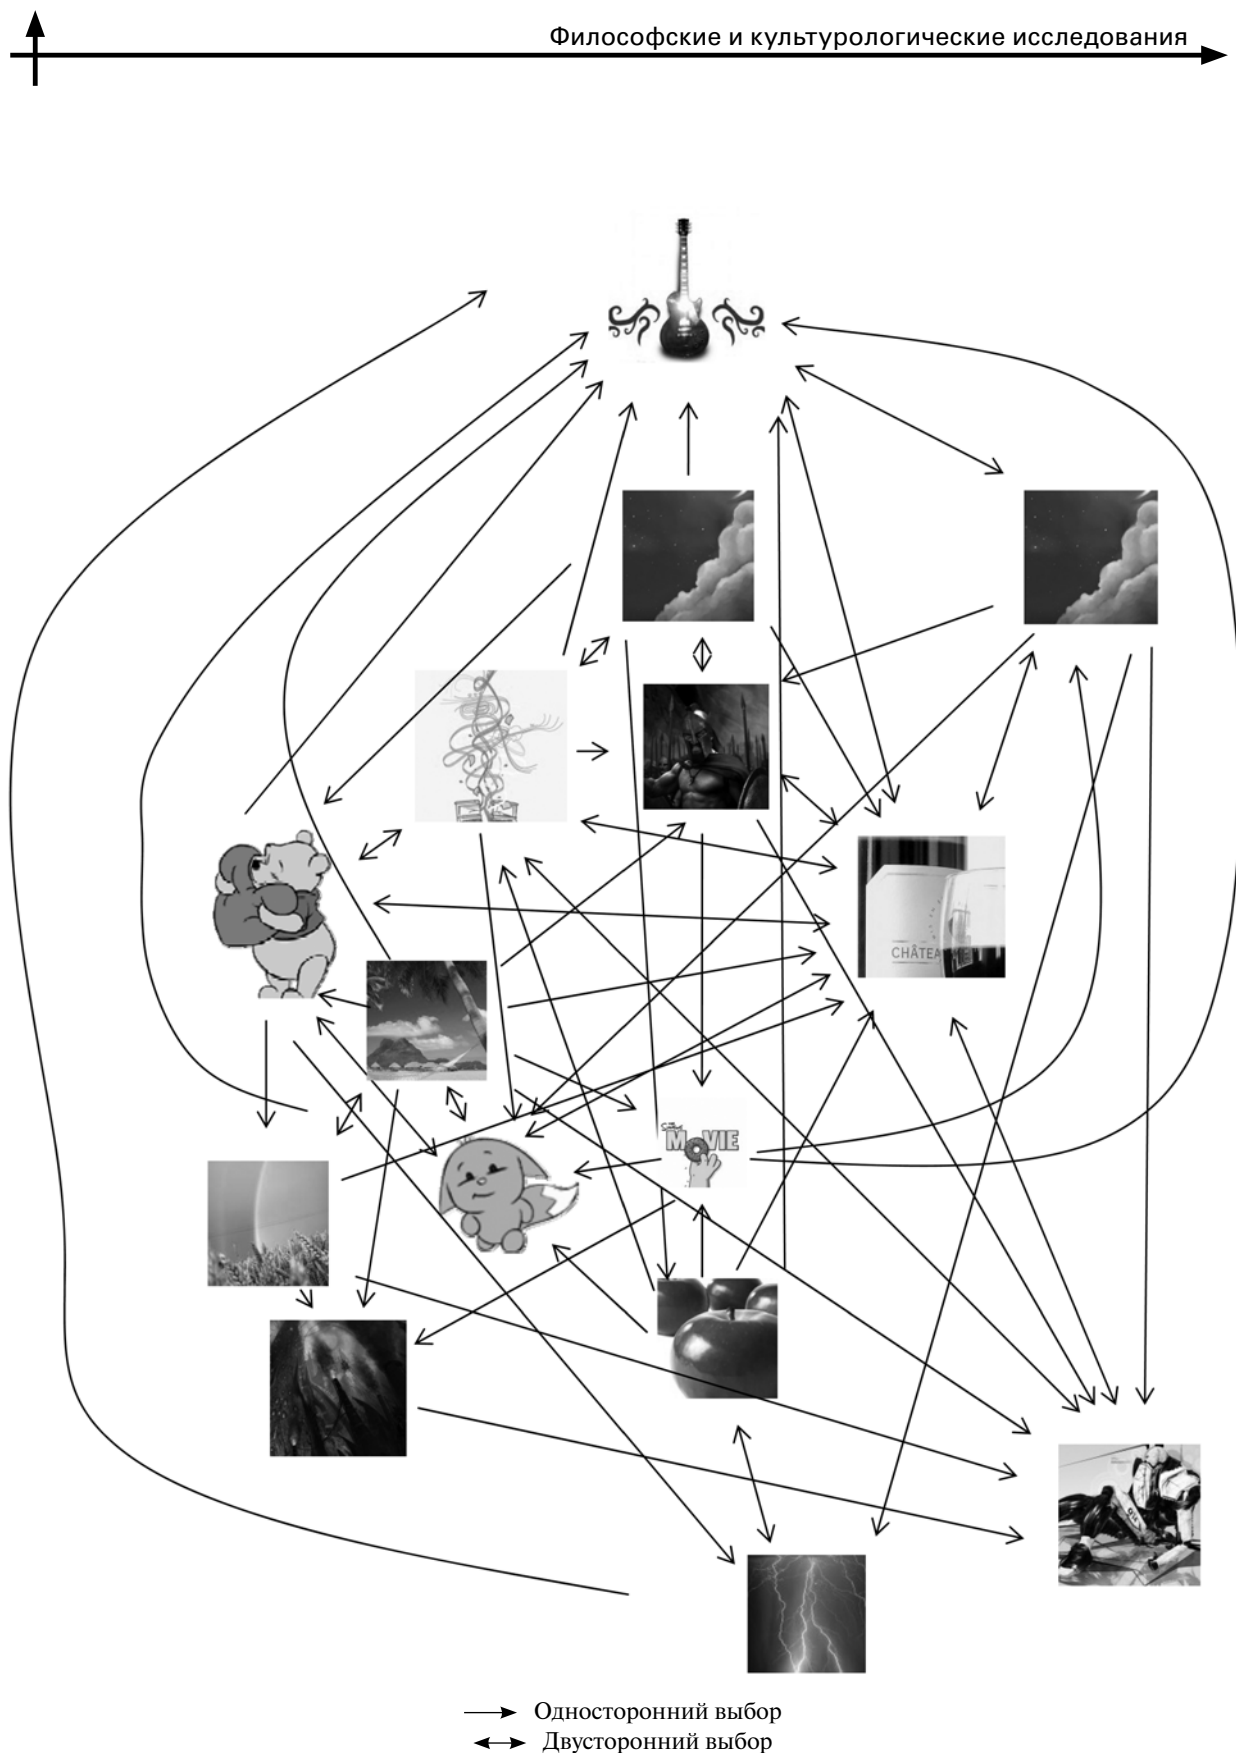 Философские и культурологические исследования
CHÂTEA
MOVIE
Односторонний выбор
Двусторонний выбор